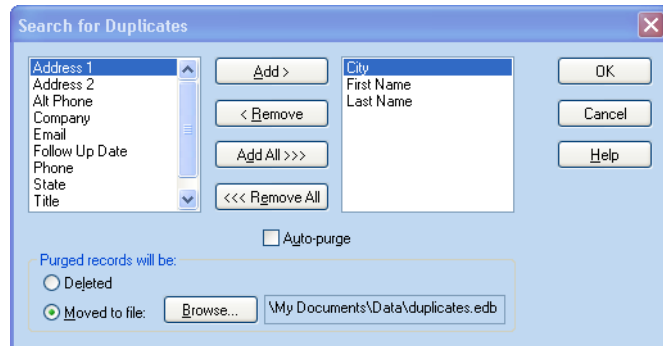 Search for Duplicates
Address 1
Address 2
Alt Phone
Company
Email
Follow Up Date
Phone
State
Title
Add >
< Remove
Add All >>>
<<< Remove All
City
First Name
Last Name
OK
Cancel
Help
Auto-purge
Purged records will be:
Deleted
Moved to file:
Browse...
\My Documents\Data\duplicates.edb